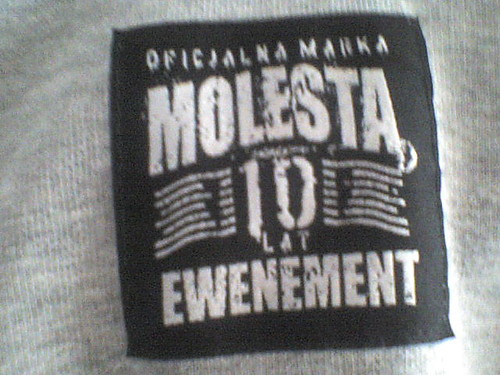 OFICJALNA MARKA
MOLESTA®
10
LAT
EWENEMENT